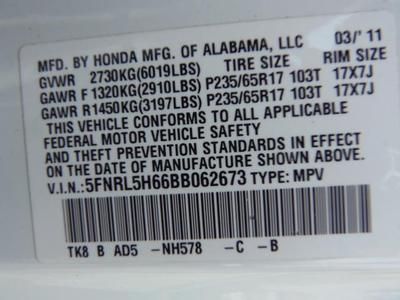 MFD. BY HONDA MFG. OF ALABAMA, LLC 03/'11
GVWR 2730KG(6019LBS) TIRE SIZE RIM SIZE
GAWR F 1320KG(2910LBS) P235/65R17 103T 17X7J
GAWR R1450KG(3197LBS) P235/65R17 103T 17X7J
THIS VEHICLE CONFORMS TO ALL APPLICABLE
FEDERAL MOTOR VEHICLE SAFETY
AND THEFT PREVENTION STANDARDS IN EFFECT
ON THE DATE OF MANUFACTURE SHOWN ABOVE.
V.I.N.:5FNRL5H66BB062673 TYPE: MPV
TK8 B AD5 -NH578 -C -B